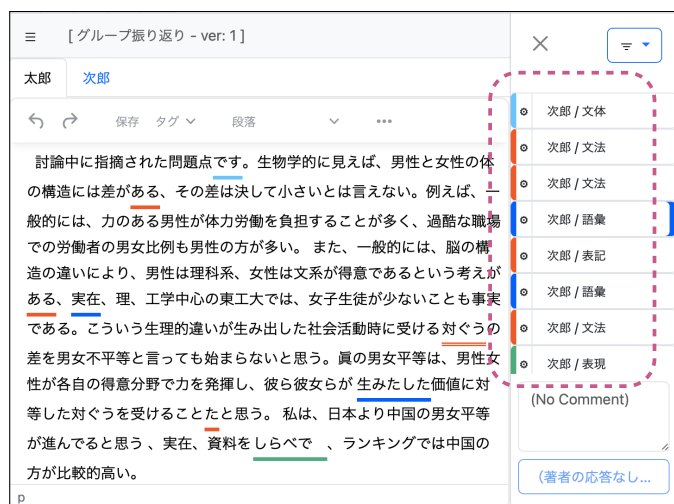 ≡ [ グループ振り返り - ver: 1 ]
太郎 次郎
保存 タグ 段落 •••
討論中に指摘された問題点です。生物学的に見えば、男性と女性の体
の構造には差がある、その差は決して小さいとは言えない。例えば、一
般的には、力のある男性が体力労働を負担することが多く、過酷な職場
での労働者の男女比例も男性の方が多い。 また、一般的には、脳の構
造の違いにより、男性は理科系、女性は文系が得意であるという考えが
ある、実在、理、工学中心の東工大では、女子生徒が少ないことも事実
である。こういう生理的違いが生み出した社会活動時に受ける対ぐうの
差を男女不平等と言っても始まらないと思う。眞の男女平等は、男性女
性が各自の得意分野で力を発揮し、彼ら彼女らが 生みたした価値に対
等した対ぐうを受けることたと思う。 私は、日本より中国の男女平等
が進んでると思う 、実在、資料をしらべで 、ランキングでは中国の
方が比較的高い。
p
次郎 / 文体
次郎 / 文法
次郎 / 文法
次郎 / 語彙
次郎 / 表記
次郎 / 語彙
次郎 / 文法
次郎 / 表現
(No Comment)
（著者の応答なし...